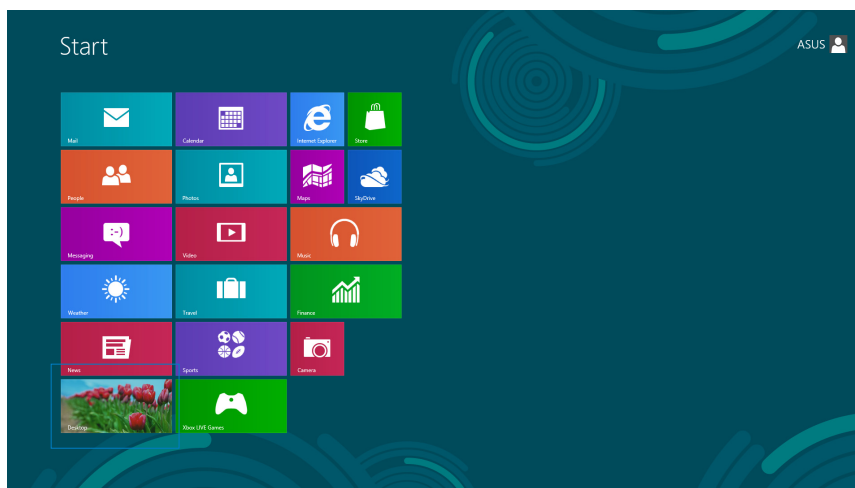 Start
ASUS
Mail
Calendar
Internet Explorer
Store
People
Photos
Maps
SkyDrive
Messaging
:-)
Video
Music
Weather
Travel
Finance
News
Sports
Camera
Desktop
Xbox LIVE Games